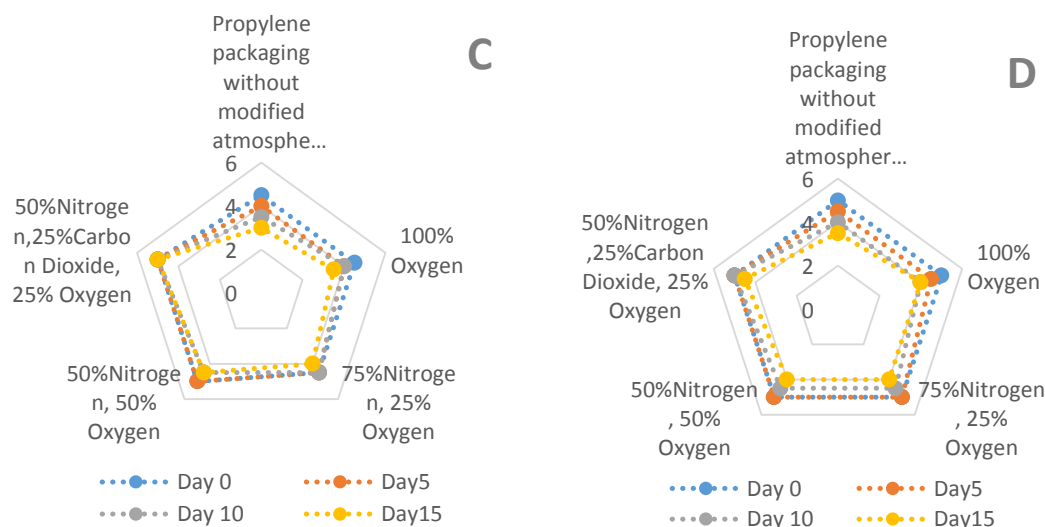 Propylene
packaging
without
modified
atmosphe...
C
6
4
2
0
100%
Oxygen
75%Nitroge
n, 25%
Oxygen
50%Nitroge
n, 50%
Oxygen
50%Nitroge
n,25%Carbo
n Dioxide,
25% Oxygen
Day 0
Day5
Day 10
Day15
Propylene
packaging
without
modified
atmospher...
D
6
4
2
0
100%
Oxygen
75%Nitrogen
, 25%
Oxygen
50%Nitrogen
, 50%
Oxygen
50%Nitrogen
,25%Carbon
Dioxide, 25%
Oxygen
Day 0
Day5
Day 10
Day15